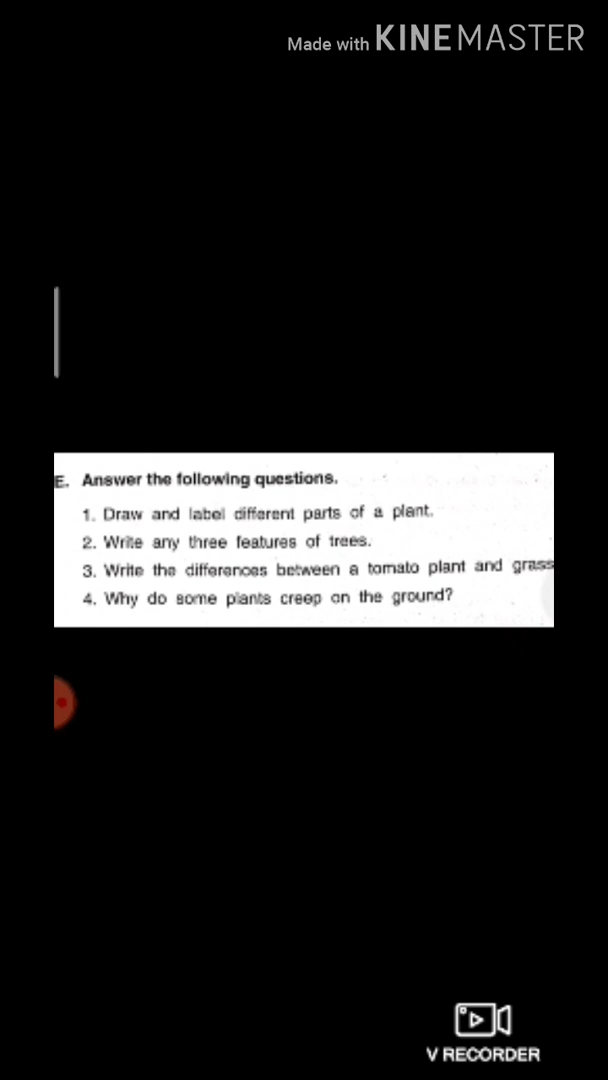 Made with KINEMASTER
E. Answer the following questions.
1. Draw and label different parts of a plant.
2. Write any three features of trees.
3. Write the differences between a tomato plant and grass
4. Why do some plants creep on the ground?
V RECORDER